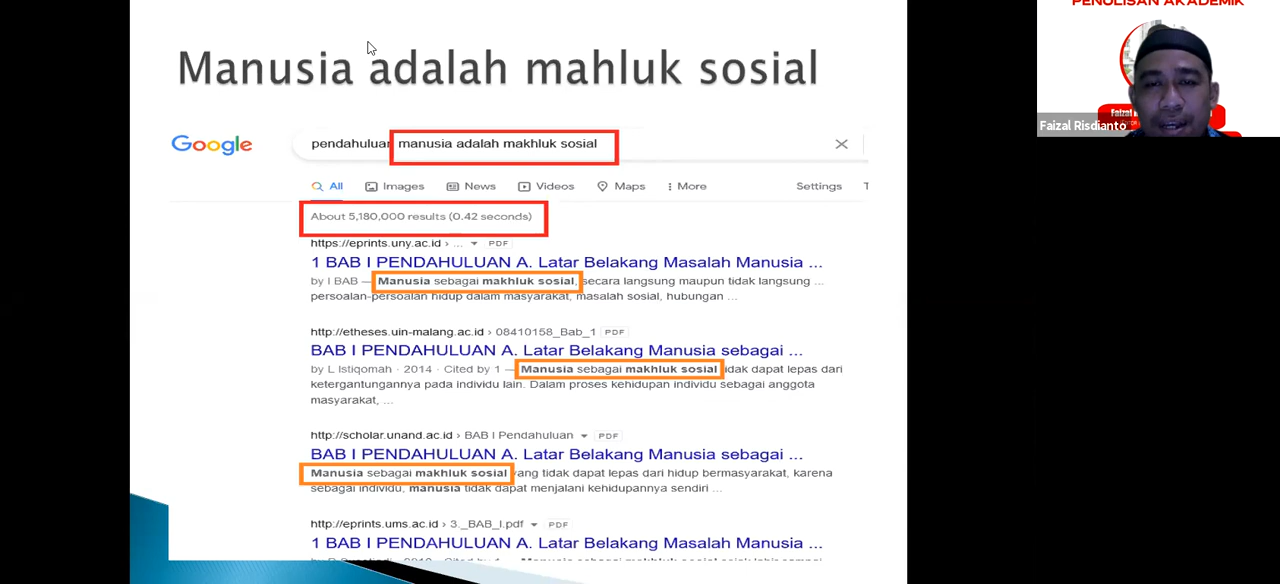 PENULISAN AKADEMIK
Manusia adalah mahluk sosial
Faizal
Faizal Risdianto
Google
pendahuluan manusia adalah makhluk sosial
All Images News Videos Maps More Settings T
About 5,180,000 results (0.42 seconds)
https://eprints.uny.ac.id › ... PDF
1 BAB I PENDAHULUAN A. Latar Belakang Masalah Manusia ...
by I BAB — Manusia sebagai makhluk sosial, secara langsung maupun tidak langsung ...
persoalan-persoalan hidup dalam masyarakat, masalah sosial, hubungan ...
http://etheses.uin-malang.ac.id › 08410158_Bab_1 PDF
BAB I PENDAHULUAN A. Latar Belakang Manusia sebagai ...
by L Istiqomah · 2014 · Cited by 1 — Manusia sebagai makhluk sosial tidak dapat lepas dari
ketergantungannya pada individu lain. Dalam proses kehidupan individu sebagai anggota
masyarakat, ...
http://scholar.unand.ac.id › BAB I Pendahuluan PDF
BAB I PENDAHULUAN A. Latar Belakang Manusia sebagai ...
Manusia sebagai makhluk sosial yang tidak dapat lepas dari hidup bermasyarakat, karena
sebagai individu, manusia tidak dapat menjalani kehidupannya sendiri ...
http://eprints.ums.ac.id › 3._BAB_I.pdf PDF
1 BAB I PENDAHULUAN A. Latar Belakang Masalah Manusia ...